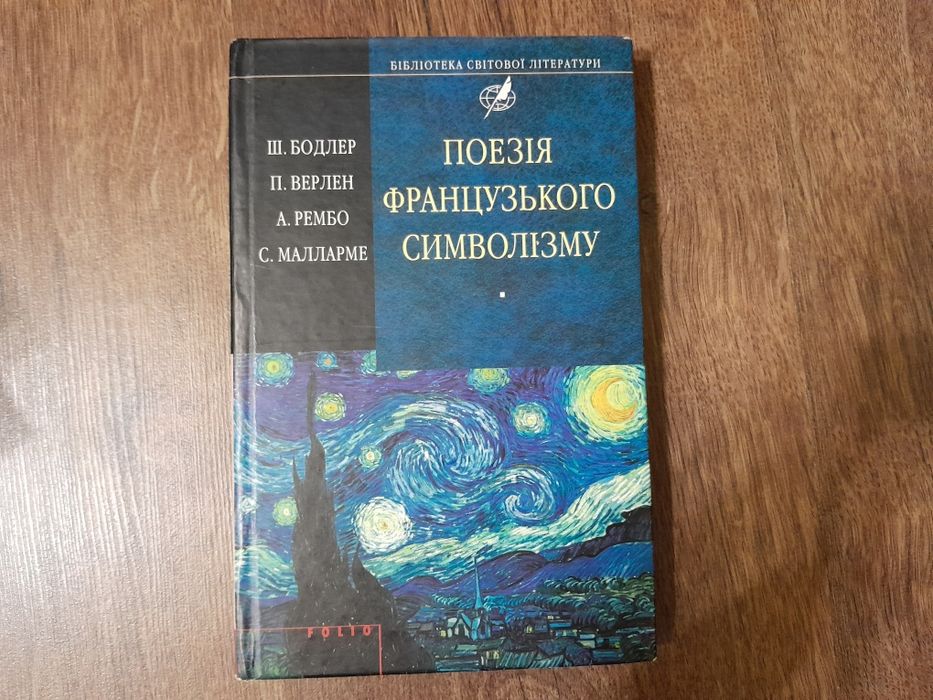 БІБЛІОТЕКА СВІТОВОЇ ЛІТЕРАТУРИ
Ш. БОДЛЕР
П. ВЕРЛЕН
А. РЕМБО
С. МАЛЛАРМЕ
ПОЕЗІЯ
ФРАНЦУЗЬКОГО
СИМВОЛІЗМУ
FOLIO